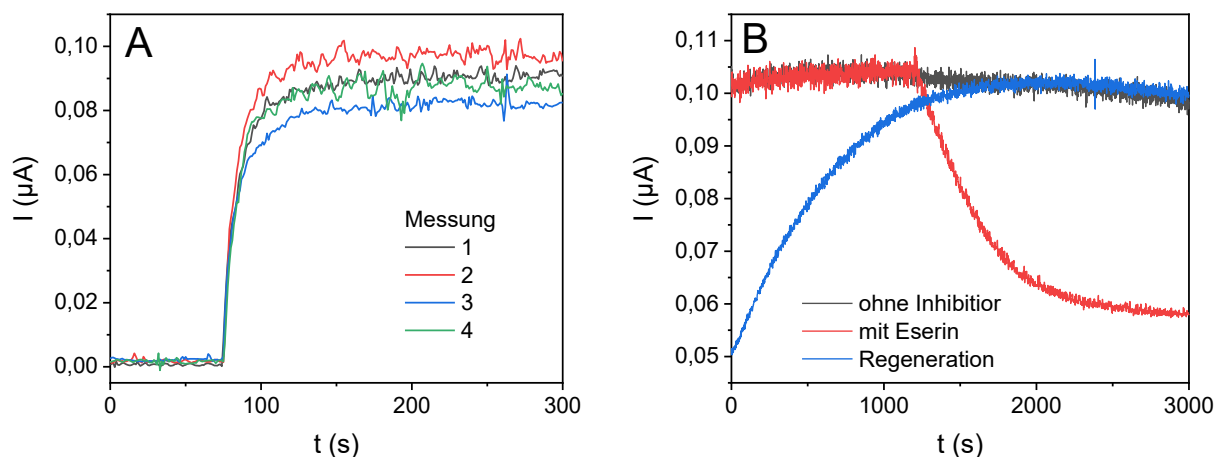 A
I (µA)
0,10
0,08
0,06
0,04
0,02
0,00
Messung
1
2
3
4
0
100
200
300
t (s)
B
I (µA)
0,11
0,10
0,09
0,08
0,07
0,06
0,05
ohne Inhibitior
mit Eserin
Regeneration
0
1000
2000
3000
t (s)